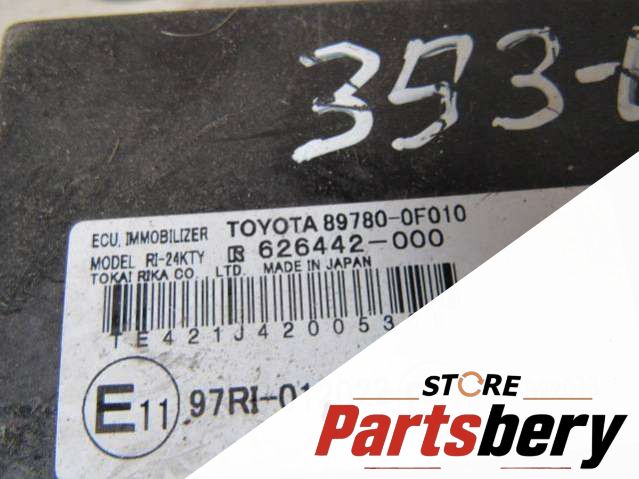 353-
ECU, IMMOBILIZER TOYOTA 89780-0F010
MODEL RI-24KTY 626442-000
TOKAI RIKA CO. LTD. MADE IN JAPAN
TE421J420053
E11 97RI-01
STORE
Partsbery